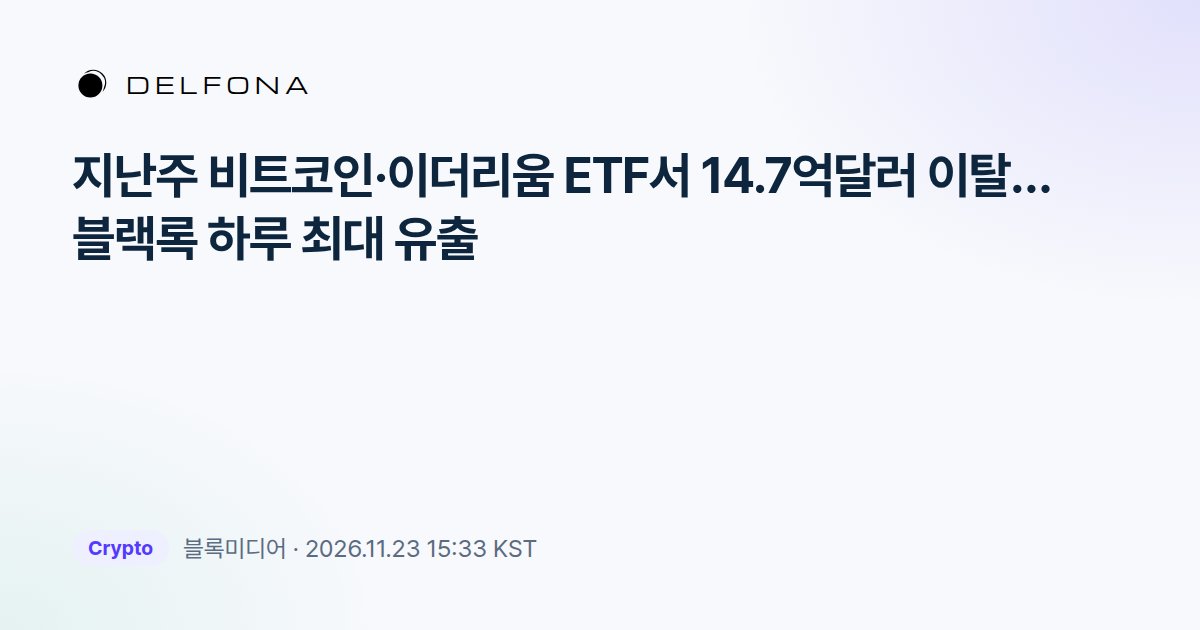 DELFONA
지난주 비트코인·이더리움 ETF서 14.7억달러 이탈…
블랙록 하루 최대 유출
Crypto 블록미디어 · 2026.11.23 15:33 KST